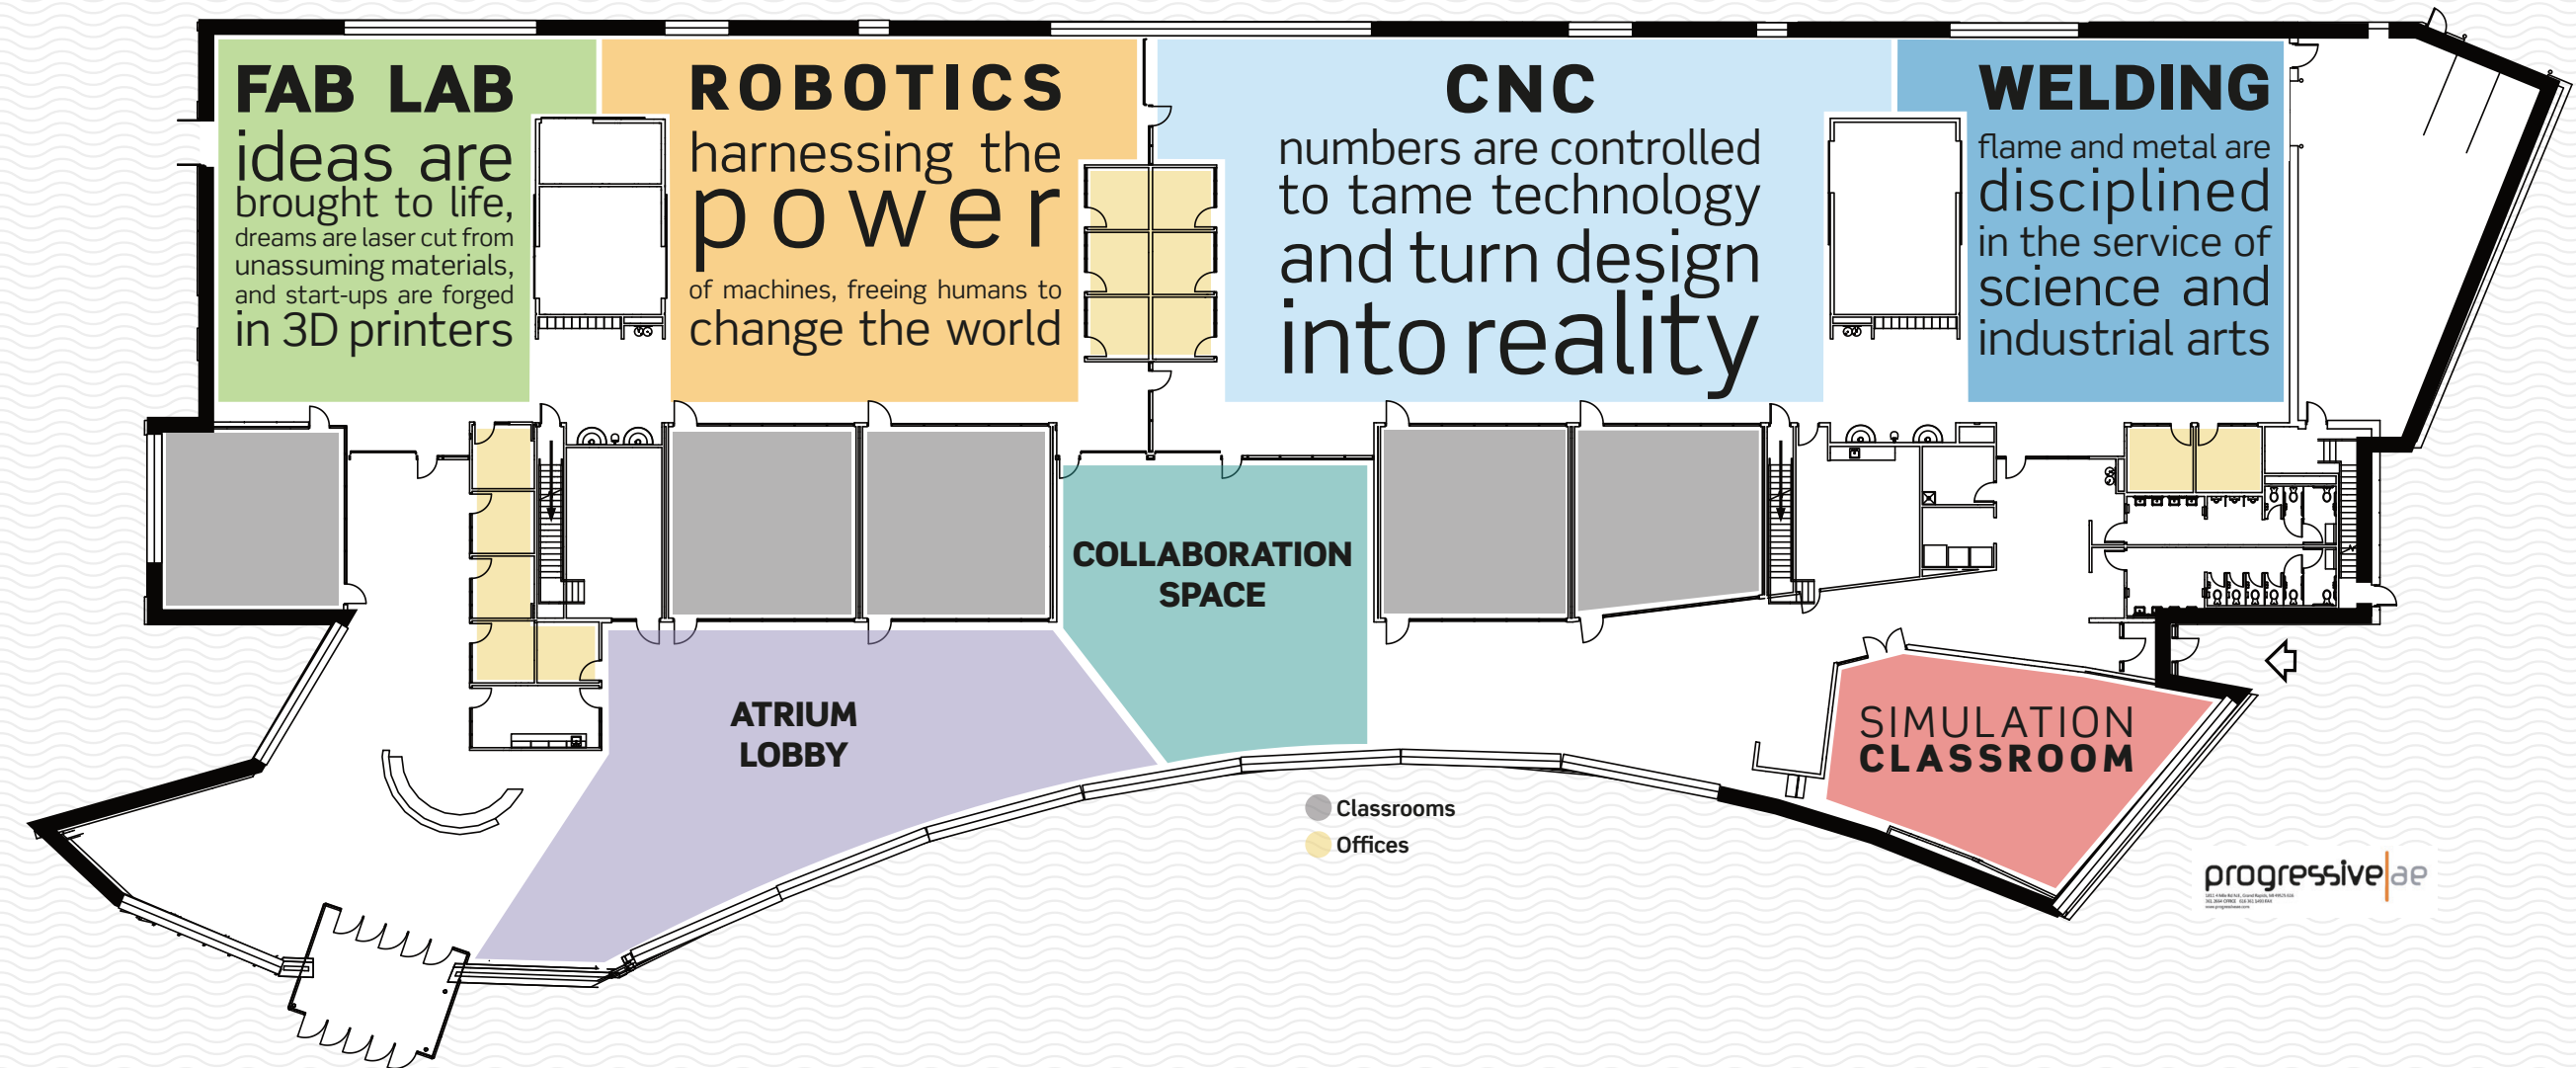 FAB LAB
ideas are
brought to life,
dreams are laser cut from
unassuming materials,
and start-ups are forged
in 3D printers
ROBOTICS
harnessing the
power
of machines, freeing humans to
change the world
CNC
numbers are controlled
to tame technology
and turn design
into reality
WELDING
flame and metal are
disciplined
in the service of
science and
industrial arts
COLLABORATION
SPACE
ATRIUM
LOBBY
SIMULATION
CLASSROOM
Classrooms
Offices
progressive|ae
www.progressiveae.com